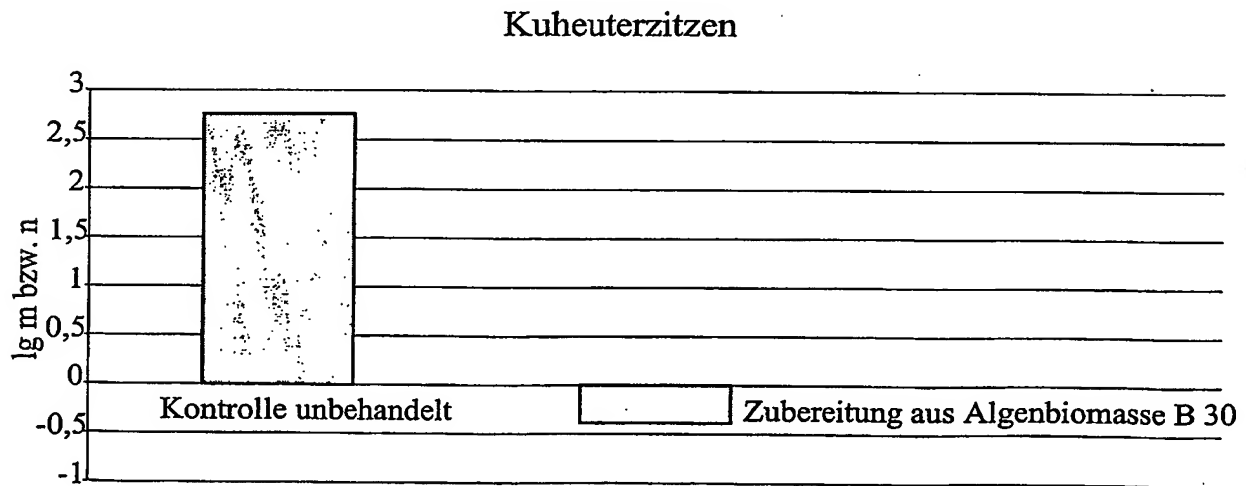 Kuheuterzitzen
3
2,5
2
1,5
1
0,5
0
-0,5
-1
lg m bzw. n
Kontrolle unbehandelt
Zubereitung aus Algenbiomasse B 30